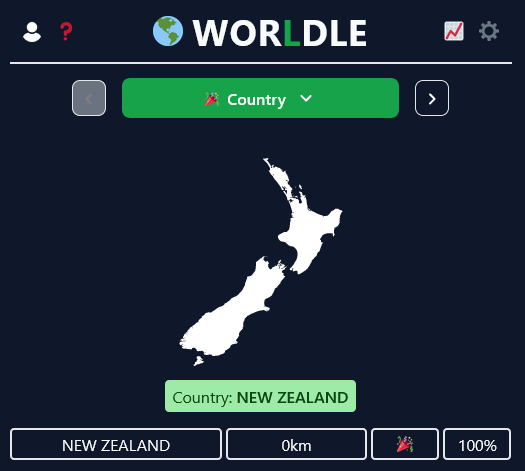 ?
WORLDLE
Country
Country: NEW ZEALAND
NEW ZEALAND 0km 100%